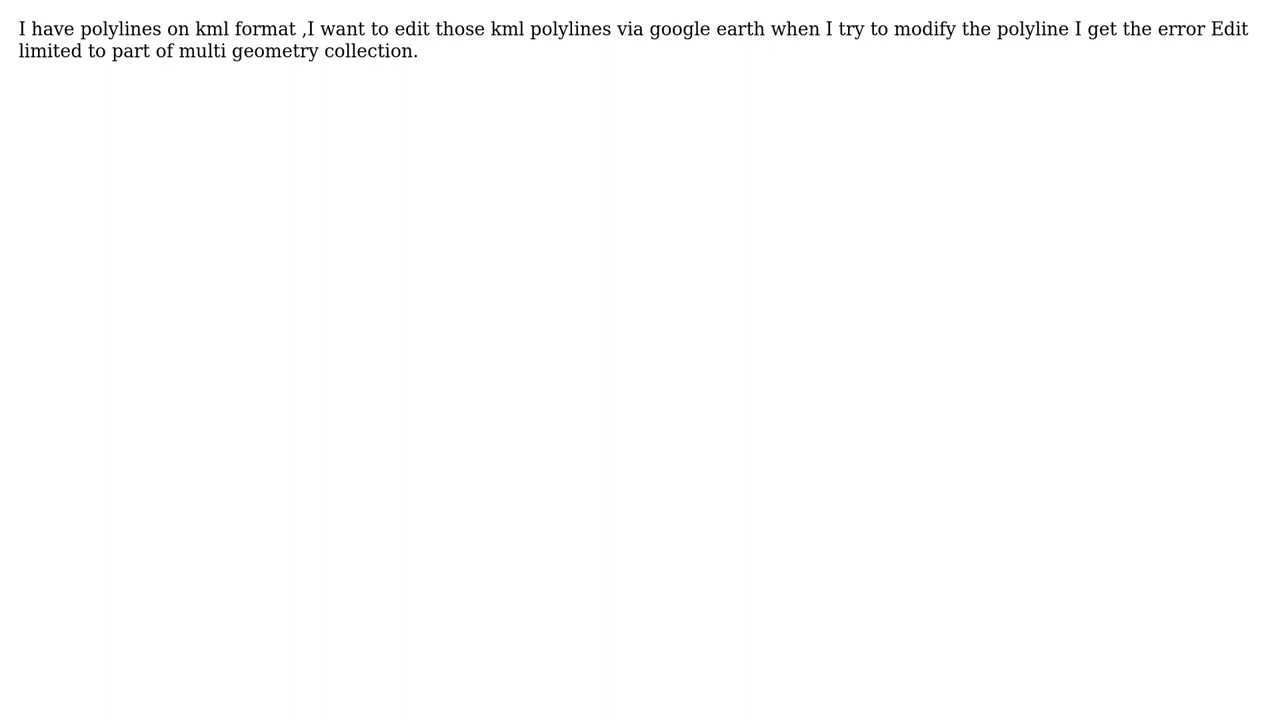 I have polylines on kml format ,I want to edit those kml polylines via google earth when I try to modify the polyline I get the error Edit
limited to part of multi geometry collection.